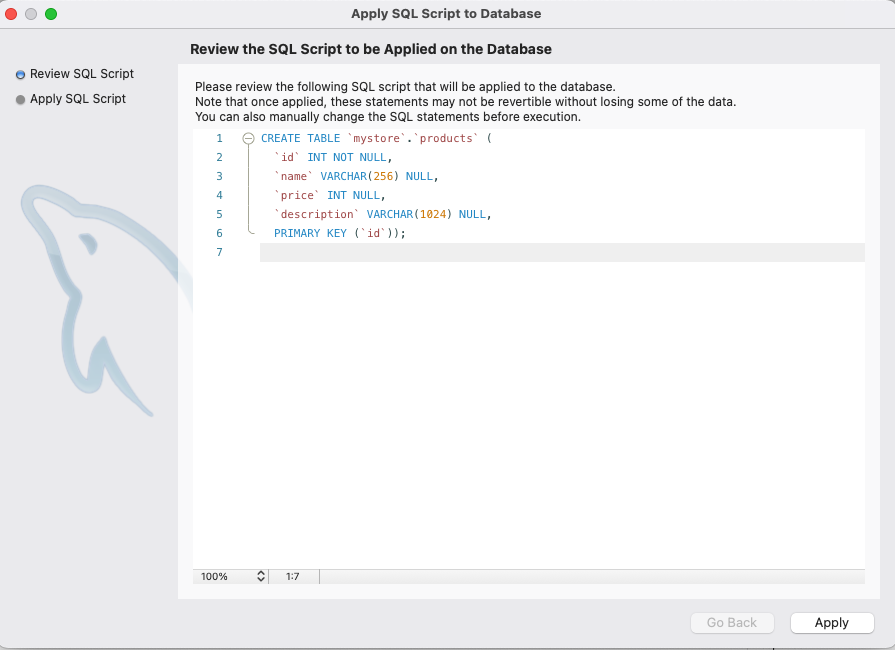 Apply SQL Script to Database
Review the SQL Script to be Applied on the Database
Review SQL Script
Apply SQL Script
Please review the following SQL script that will be applied to the database.
Note that once applied, these statements may not be revertible without losing some of the data.
You can also manually change the SQL statements before execution.
1 CREATE TABLE `mystore`.`products` (
2 `id` INT NOT NULL,
3 `name` VARCHAR(256) NULL,
4 `price` INT NULL,
5 `description` VARCHAR(1024) NULL,
6 PRIMARY KEY (`id`));
7
100% 1:7
Go Back Apply